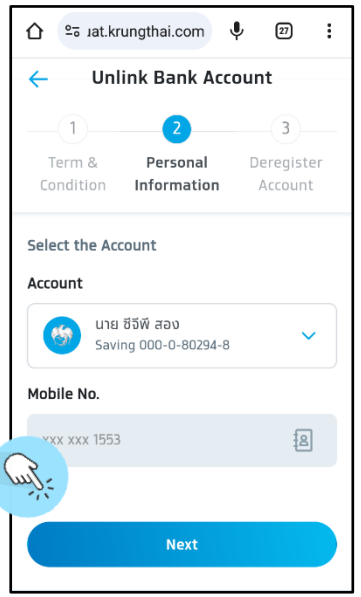 uat.krungthai.com
27
Unlink Bank Account
1
2
3
Term &
Condition
Personal
Information
Deregister
Account
Select the Account
Account
นาย ซีจีพี สอง
Saving 000-0-80294-8
Mobile No.
xxx xxx 1553
Next